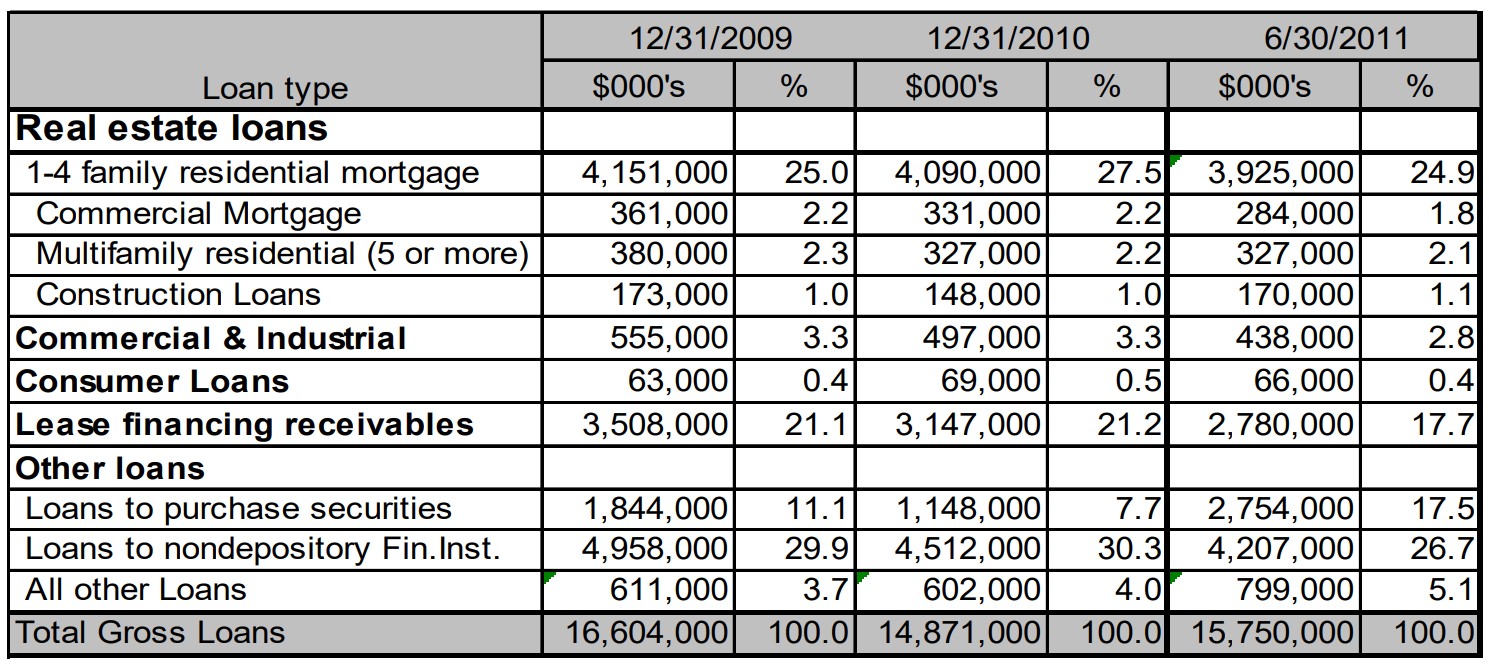 12/31/2009 12/31/2010 6/30/2011
Loan type $000's % $000's % $000's %
Real estate loans
1-4 family residential mortgage 4,151,000 25.0 4,090,000 27.5 3,925,000 24.9
Commercial Mortgage 361,000 2.2 331,000 2.2 284,000 1.8
Multifamily residential (5 or more) 380,000 2.3 327,000 2.2 327,000 2.1
Construction Loans 173,000 1.0 148,000 1.0 170,000 1.1
Commercial & Industrial 555,000 3.3 497,000 3.3 438,000 2.8
Consumer Loans 63,000 0.4 69,000 0.5 66,000 0.4
Lease financing receivables 3,508,000 21.1 3,147,000 21.2 2,780,000 17.7
Other loans
Loans to purchase securities 1,844,000 11.1 1,148,000 7.7 2,754,000 17.5
Loans to nondepository Fin.Inst. 4,958,000 29.9 4,512,000 30.3 4,207,000 26.7
All other Loans 611,000 3.7 602,000 4.0 799,000 5.1
Total Gross Loans 16,604,000 100.0 14,871,000 100.0 15,750,000 100.0